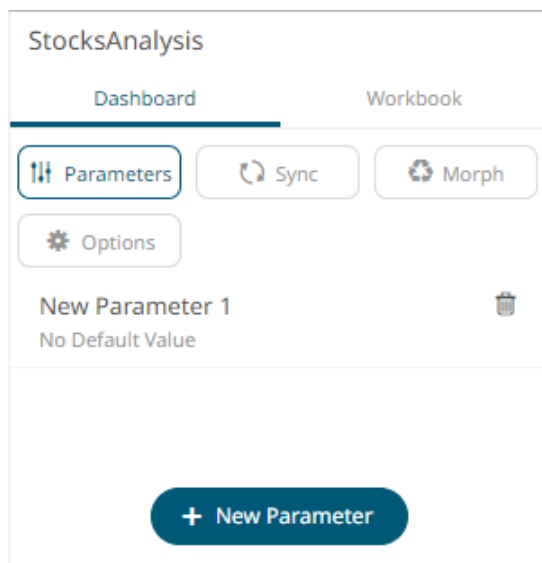 StocksAnalysis
Dashboard Workbook
Parameters Sync Morph
Options
New Parameter 1
No Default Value
+ New Parameter